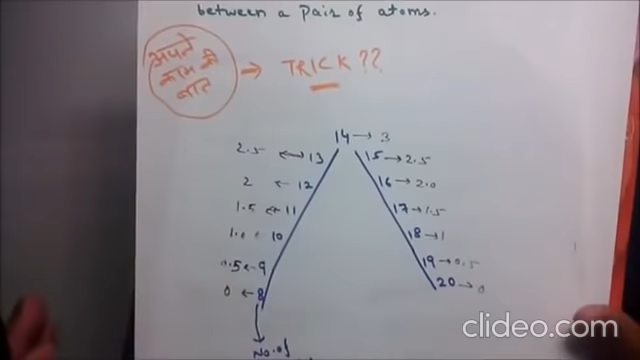 between a pair of atoms.
अपने
काम की
बात
→ TRICK??
14 → 3
2.5 ↔ 13
15 → 2.5
2 ← 12
16 → 2.0
1.5 ← 11
17 → 1.5
1.0 ← 10
18 → 1
0.5 ← 9
19 → 0.5
0 ← 8
20 → 0
No. of
clideo.com